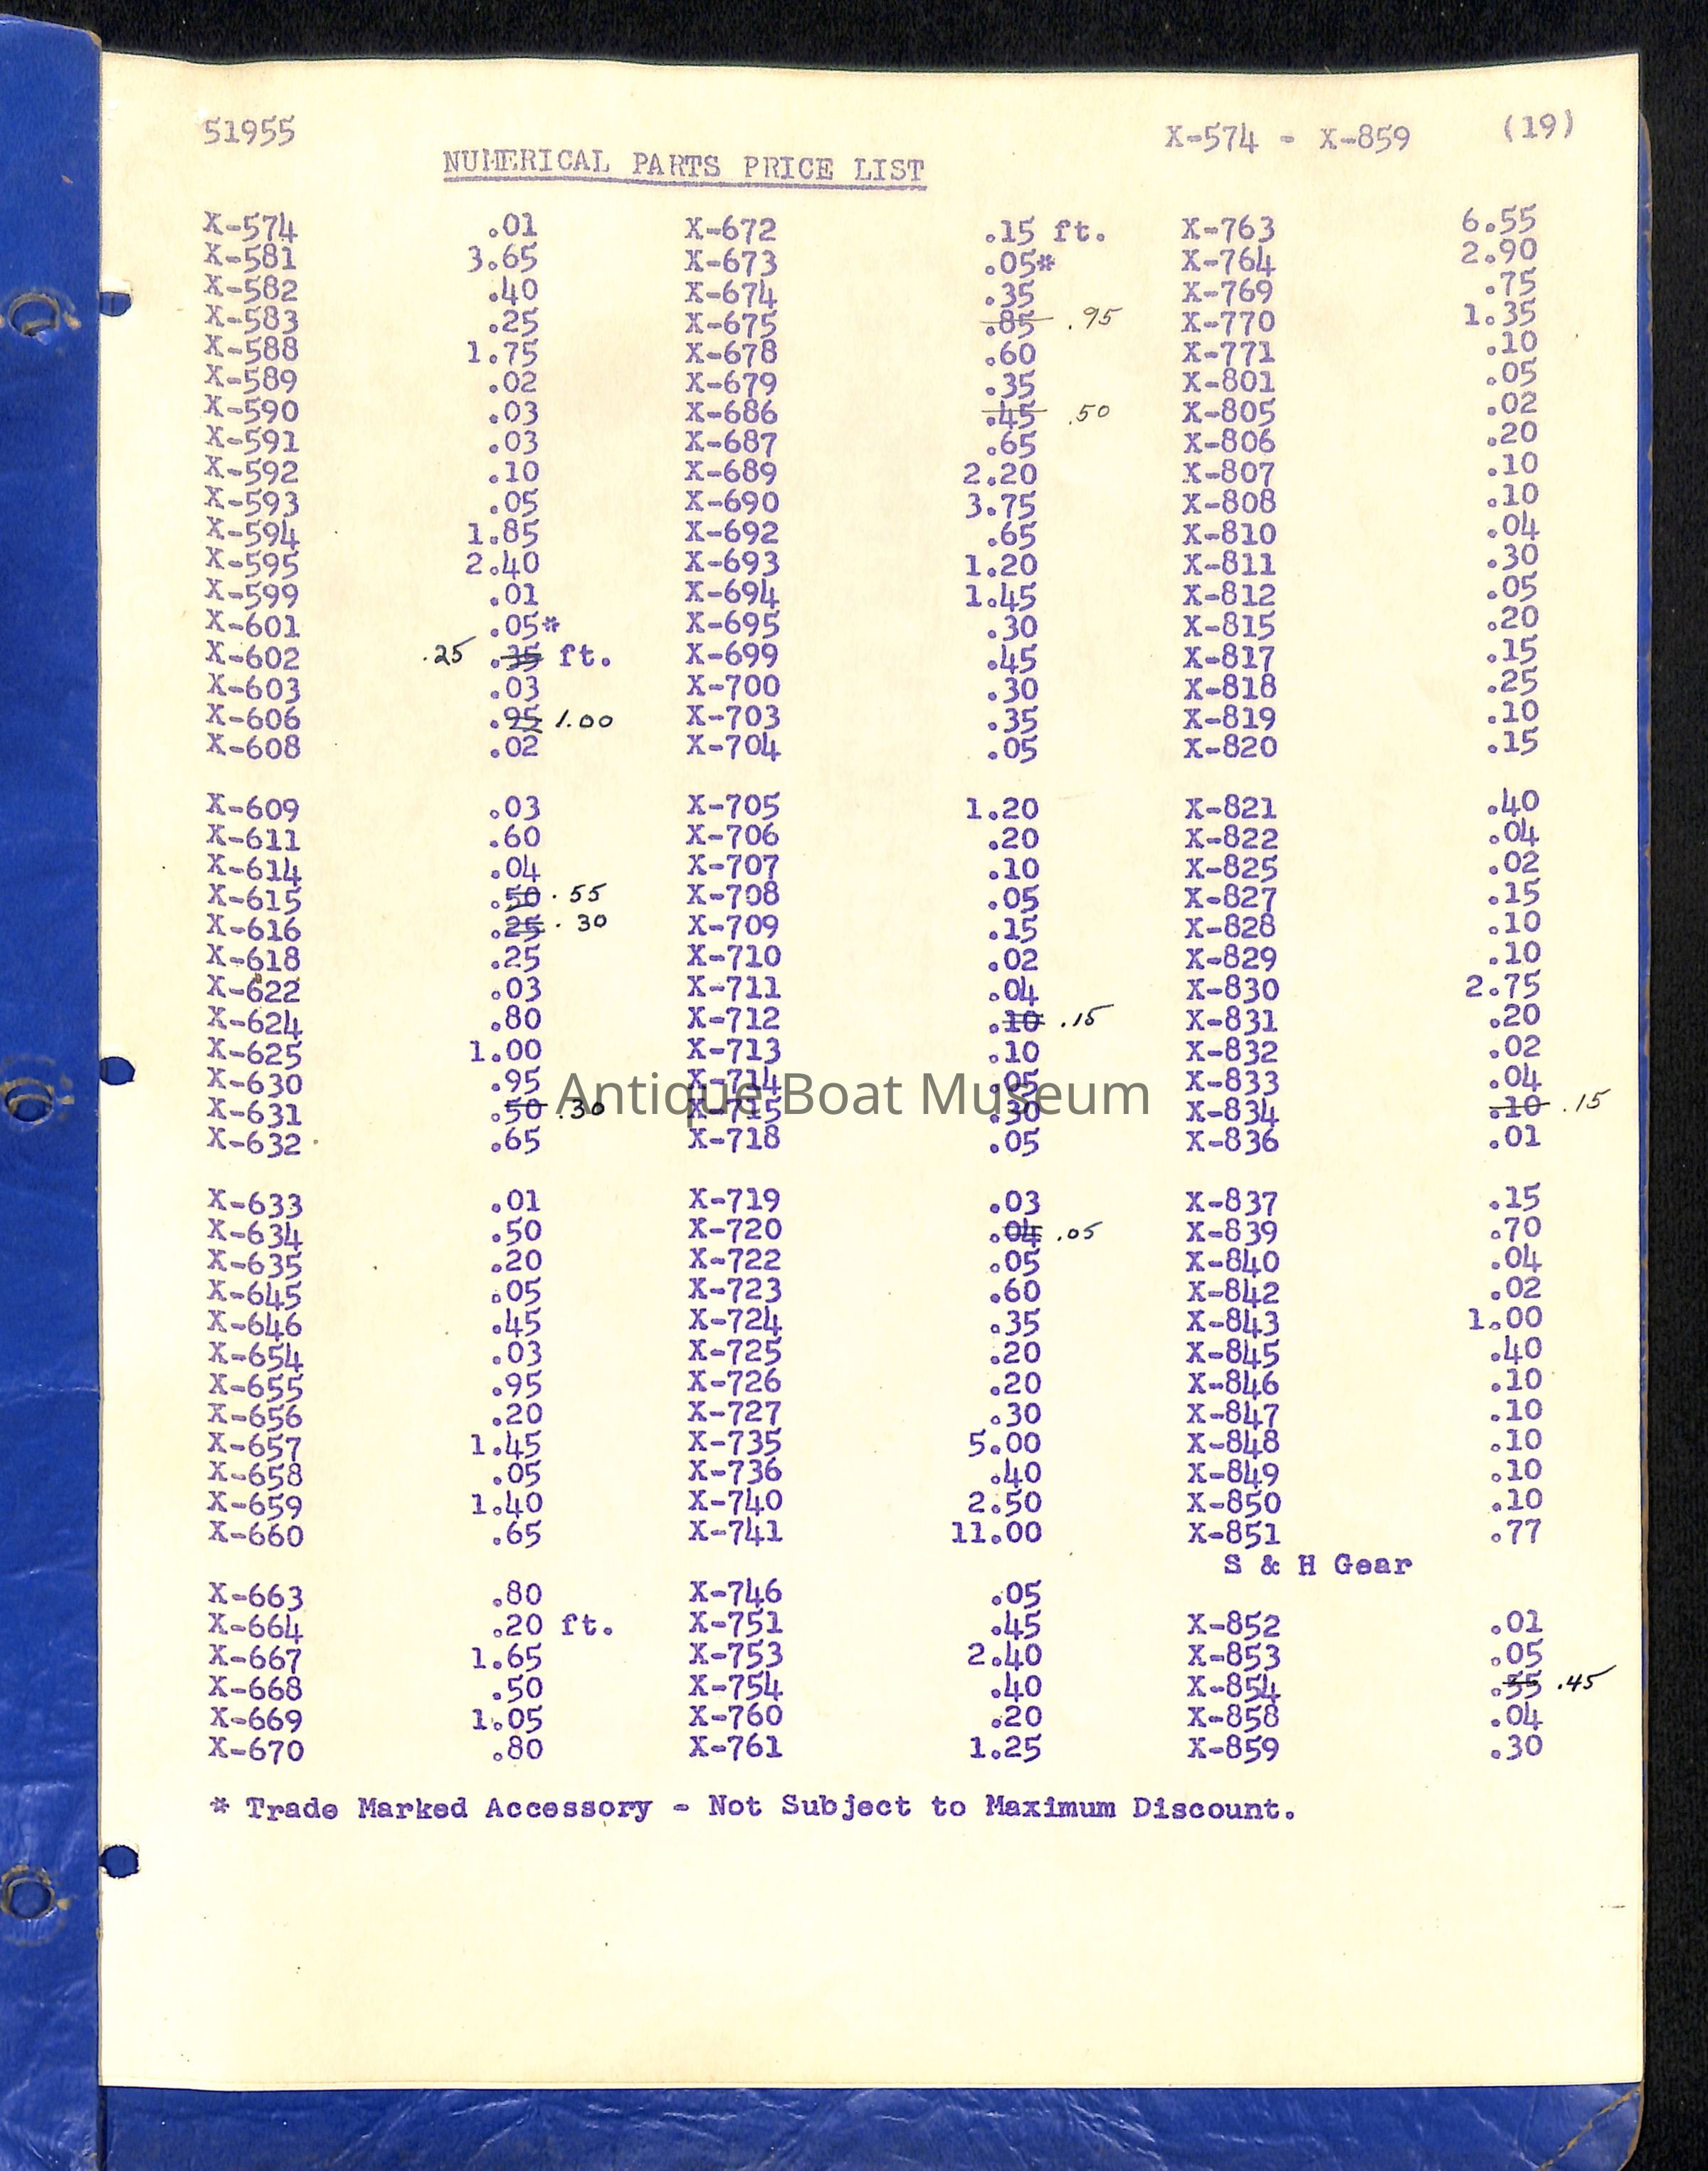 51955 X-574 - X-859 (19)
NUMERICAL PARTS PRICE LIST
X-574 .01 X-672 .15 ft. X-763 6.55
X-581 3.65 X-673 .05* X-764 2.90
X-582 .40 X-674 .35 X-769 .75
X-583 .25 X-675 .85 .95 X-770 1.35
X-588 1.75 X-678 .60 X-771 .10
X-589 .02 X-679 .35 X-801 .05
X-590 .03 X-686 .45 .50 X-805 .02
X-591 .03 X-687 .65 X-806 .20
X-592 .10 X-689 2.20 X-807 .10
X-593 .05 X-690 3.75 X-808 .10
X-594 1.85 X-692 .65 X-810 .04
X-595 2.40 X-693 1.20 X-811 .30
X-599 .01 X-694 1.45 X-812 .05
X-601 .05* X-695 .30 X-815 .20
X-602 .25 .35 ft. X-699 .45 X-817 .15
X-603 .03 X-700 .30 X-818 .25
X-606 .95 1.00 X-703 .35 X-819 .10
X-608 .02 X-704 .05 X-820 .15
X-609 .03 X-705 1.20 X-821 .40
X-611 .60 X-706 .20 X-822 .04
X-614 .04 X-707 .10 X-825 .02
X-615 .50 .55 X-708 .05 X-827 .15
X-616 .25 .30 X-709 .15 X-828 .10
X-618 .25 X-710 .02 X-829 .10
X-622 .03 X-711 .04 X-830 2.75
X-624 .80 X-712 .10 .15 X-831 .20
X-625 1.00 X-713 .10 X-832 .02
X-630 .95 X-714 .05 X-833 .04
Antique Boat Museum
X-631 .50 .30 X-715 .30 X-834 .10 .15
X-632 .65 X-718 .05 X-836 .01
X-633 .01 X-719 .03 X-837 .15
X-634 .50 X-720 .04 .05 X-839 .70
X-635 .20 X-722 .05 X-840 .04
X-645 .05 X-723 .60 X-842 .02
X-646 .45 X-724 .35 X-843 1.00
X-654 .03 X-725 .20 X-845 .40
X-655 .95 X-726 .20 X-846 .10
X-656 .20 X-727 .30 X-847 .10
X-657 1.45 X-735 5.00 X-848 .10
X-658 .05 X-736 .40 X-849 .10
X-659 1.40 X-740 2.50 X-850 .10
X-660 .65 X-741 11.00 X-851 .77
S & H Gear
X-663 .80 X-746 .05
X-664 .20 ft. X-751 .45 X-852 .01
X-667 1.65 X-753 2.40 X-853 .05
X-668 .50 X-754 .40 X-854 .35 .45
X-669 1.05 X-760 .20 X-858 .04
X-670 .80 X-761 1.25 X-859 .30
* Trade Marked Accessory - Not Subject to Maximum Discount.